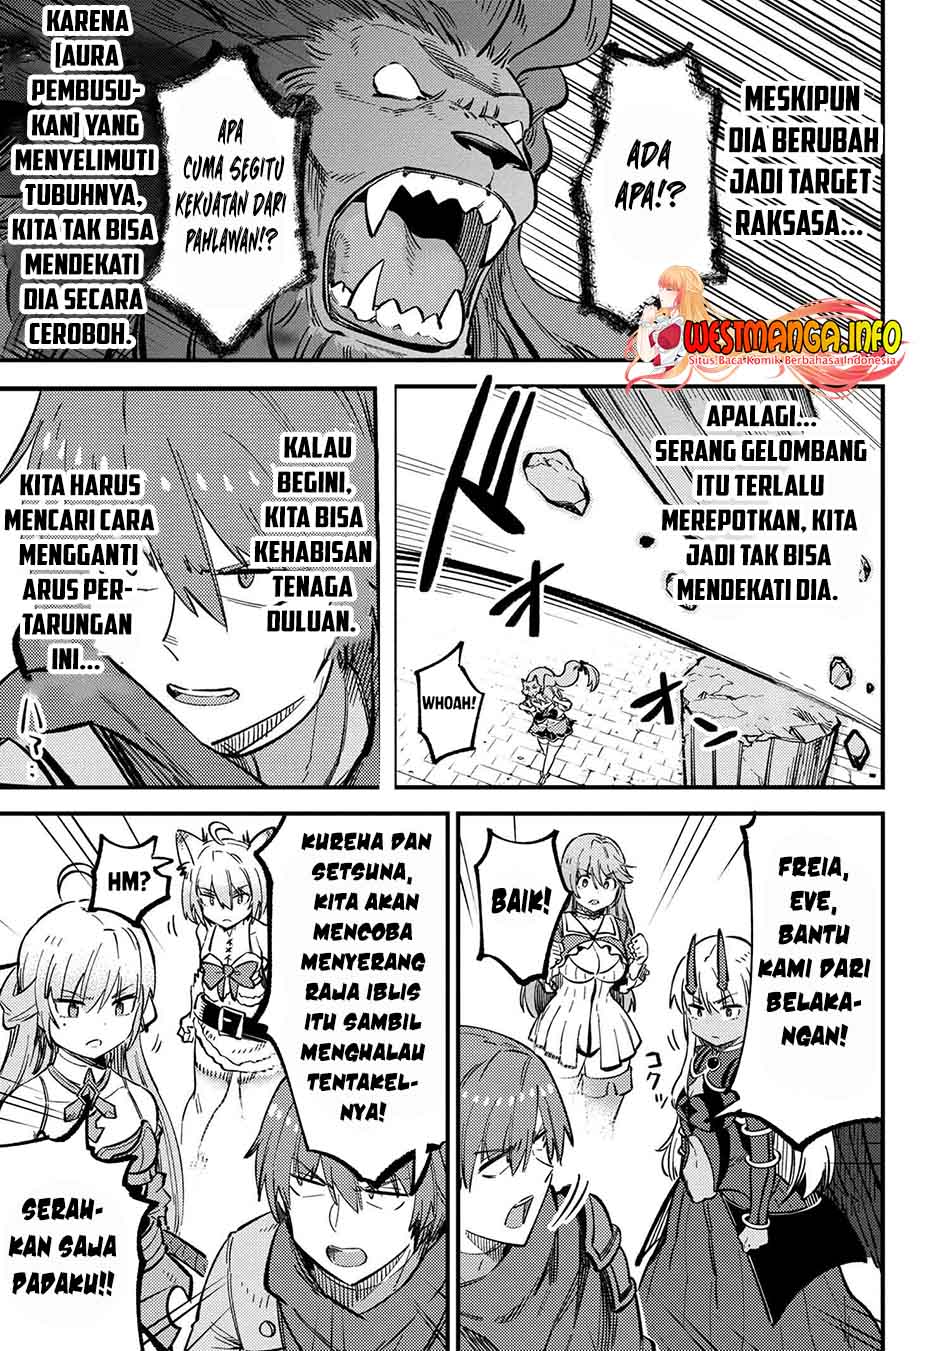 MESKIPUN
DIA BERUBAH
JADI TARGET
RAKSASA...
ADA
APA!?
APA
CUMA SEGITU
KEKUATAN DARI
PAHLAWAN!?
KARENA
[AURA
PEMBUSU-
KAN] YANG
MENYELIMUTI
TUBUHNYA,
KITA TAK BISA
MENDEKATI
DIA SECARA
CEROBOH.
WESTMANGA.INFO
Situs Baca Komik Berbahasa Indonesia
APALAGI...
SERANG GELOMBANG
ITU TERLALU
MEREPOTKAN, KITA
JADI TAK BISA
MENDEKATI DIA.
WHOAH!
KALAU
BEGINI,
KITA BISA
KEHABISAN
TENAGA
DULUAN.
KITA HARUS
MENCARI CARA
MENGGANTI
ARUS PER-
TARUNGAN
INI...
FREIA,
EVE,
BANTU
KAMI DARI
BELAKA-
NGAN!
BAIK!
コク
KUREHA DAN
SETSUNA,
KITA AKAN
MENCOBA
MENYERANG
RAJA IBLIS
ITU SAMBIL
MENGHALAU
TENTAKEL-
NYA!
HM?
SERAH-
KAN SAJA
PADAKU!!